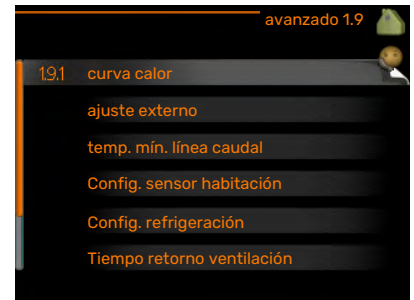 avanzado 1.9
1.9.1 curva calor
ajuste externo
temp. mín. línea caudal
Config. sensor habitación
Config. refrigeración
Tiempo retorno ventilación